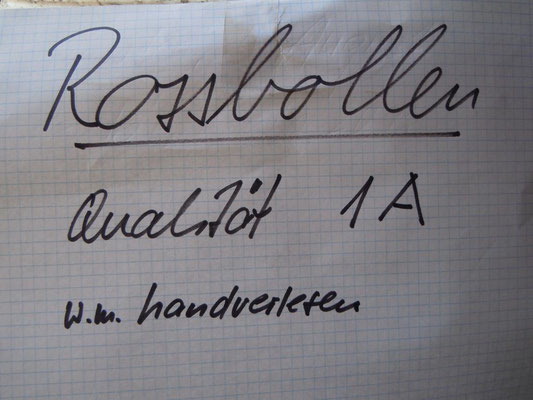 Rossbollen
Qualität 1A
w.m. handverlesen